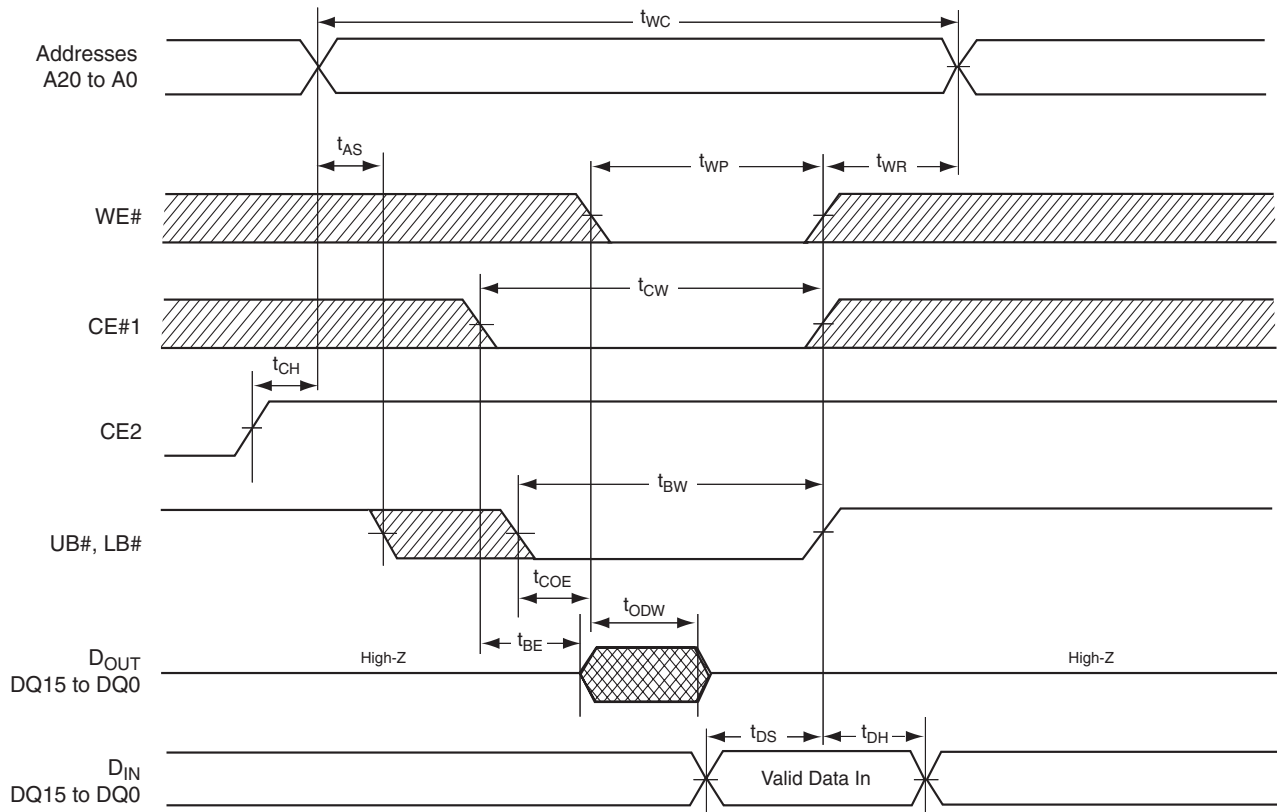 tWC
Addresses
A20 to A0
tAS
tWP
tWR
WE#
tCW
CE#1
tCH
CE2
tBW
UB#, LB#
tCOE
tODW
tBE
DOUT
DQ15 to DQ0
High-Z
High-Z
tDS
tDH
DIN
DQ15 to DQ0
Valid Data In